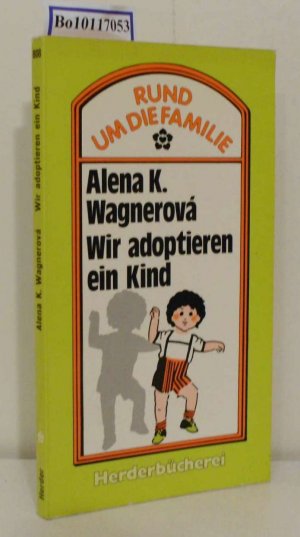 Bo10117053
RUND
UM DIE FAMILIE
Alena K.
Wagnerová
Wir adoptieren
ein Kind
Herderbücherei
808
Alena K. Wagnerová Wir adoptieren ein Kind
Herder